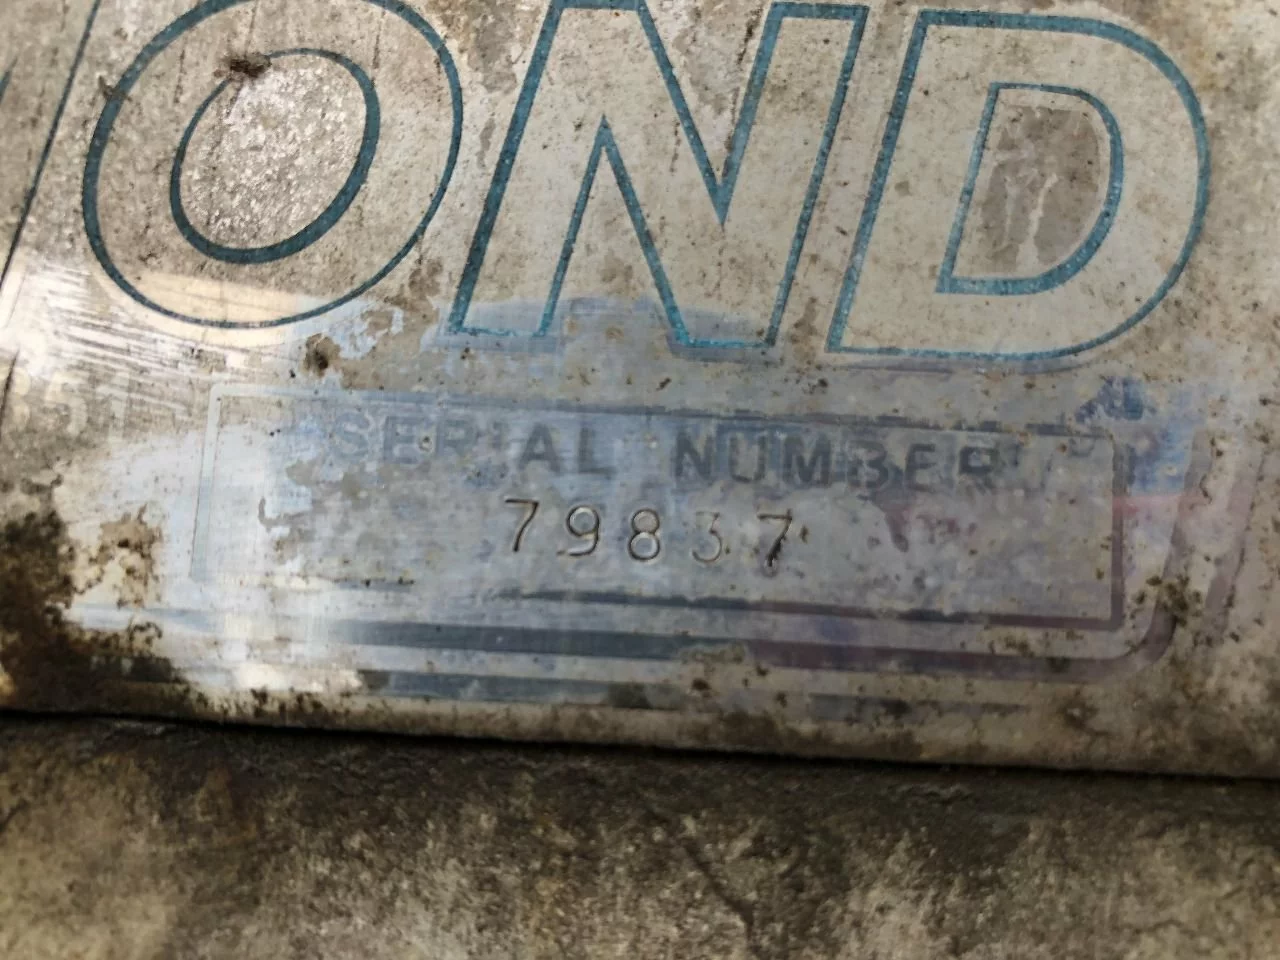 OND
SERIAL NUMBER
79837